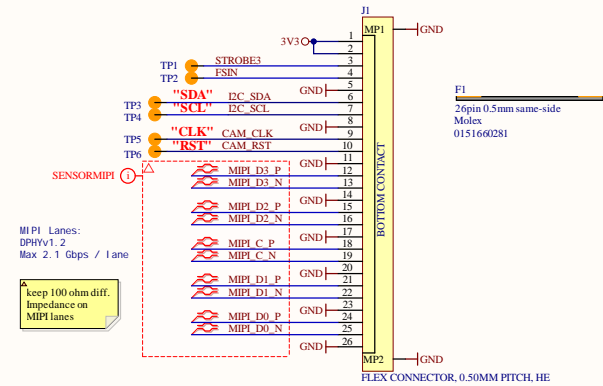 J1
MP1
GND
3V3
1
2
TP1
STROBE3
3
TP2
FSIN
4
GND
5
"SDA"
TP3
I2C_SDA
6
"SCL"
TP4
I2C_SCL
7
GND
8
"CLK"
TP5
CAM_CLK
9
"RST"
TP6
CAM_RST
10
GND
11
SENSORMIPI
i
MIPI_D3_P
12
MIPI_D3_N
13
GND
14
MIPI_D2_P
15
MIPI_D2_N
16
GND
17
MIPI_C_P
18
MIPI_C_N
19
GND
20
MIPI_D1_P
21
MIPI_D1_N
22
GND
23
MIPI_D0_P
24
MIPI_D0_N
25
GND
26
BOTTOM CONTACT
MP2
GND
FLEX CONNECTOR, 0.50MM PITCH, HE
F1
26pin 0.5mm same-side
Molex
0151660281
MIPI Lanes:
DPHYv1.2
Max 2.1 Gbps / lane
keep 100 ohm diff.
Impedance on
MIPI lanes